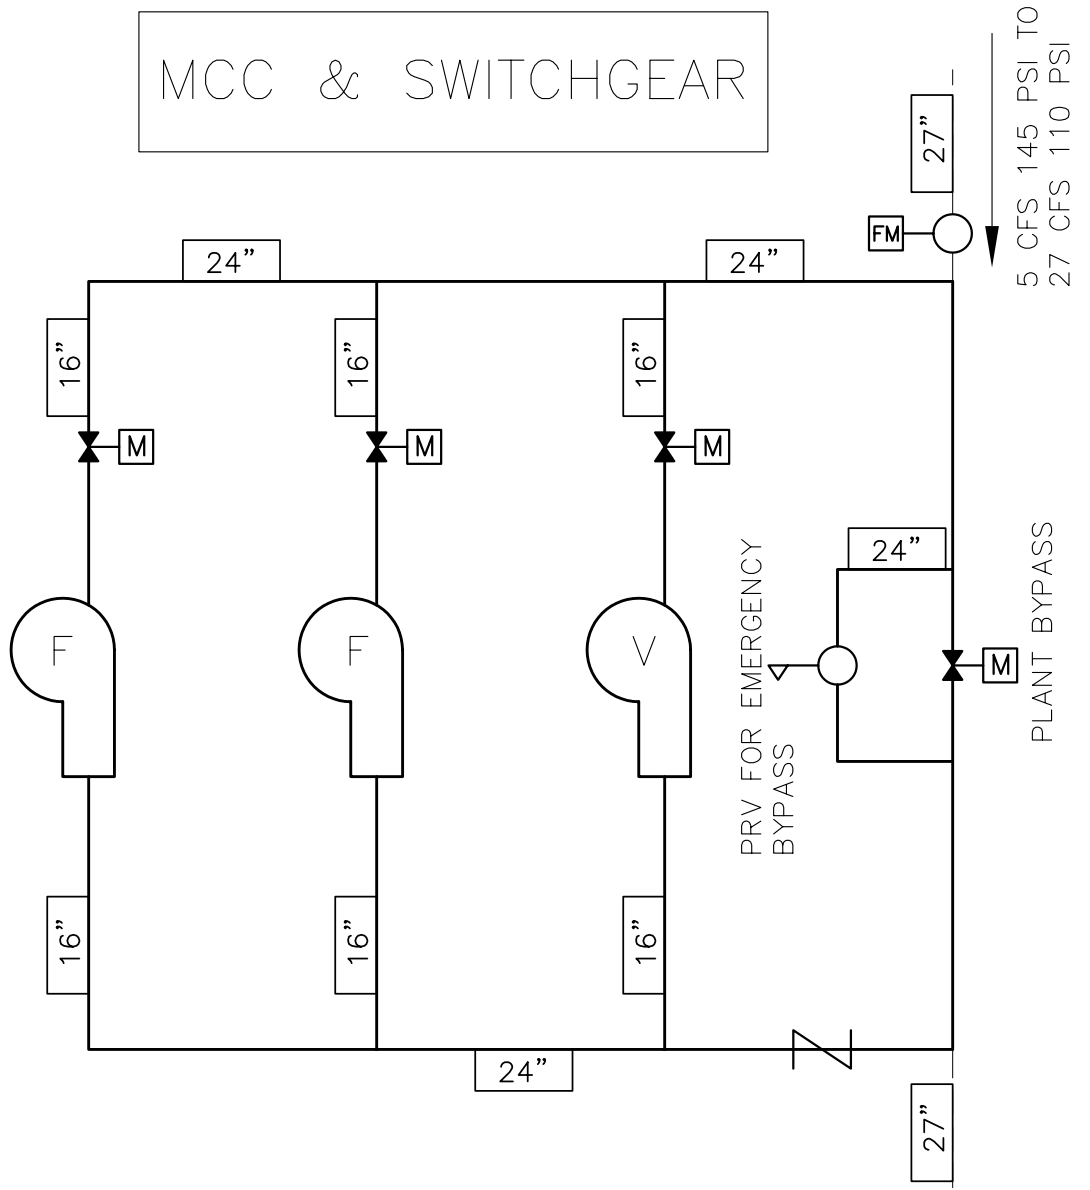 MCC & SWITCHGEAR
27”
5 CFS 145 PSI TO
27 CFS 110 PSI
FM
24”
24”
16”
16”
16”
M
M
M
F
F
V
PRV FOR EMERGENCY
BYPASS
24”
M
PLANT BYPASS
16”
16”
16”
24”
27”